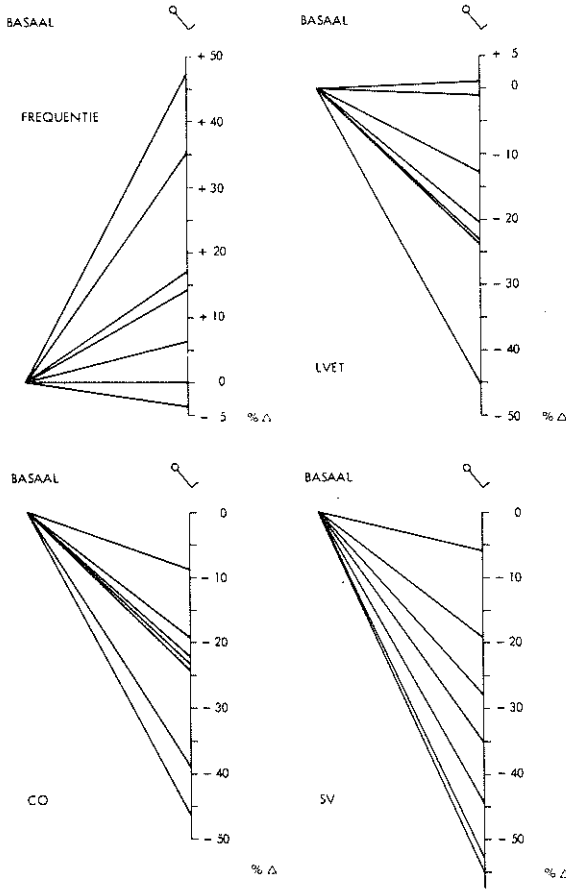 BASAAL
FREQUENTIE
+ 50
+ 40
+ 30
+ 20
+ 10
0
- 5
% Δ
BASAAL
LVET
+ 5
0
- 10
- 20
- 30
- 40
- 50
% Δ
BASAAL
CO
0
- 10
- 20
- 30
- 40
- 50
% Δ
BASAAL
SV
0
- 10
- 20
- 30
- 40
- 50
% Δ